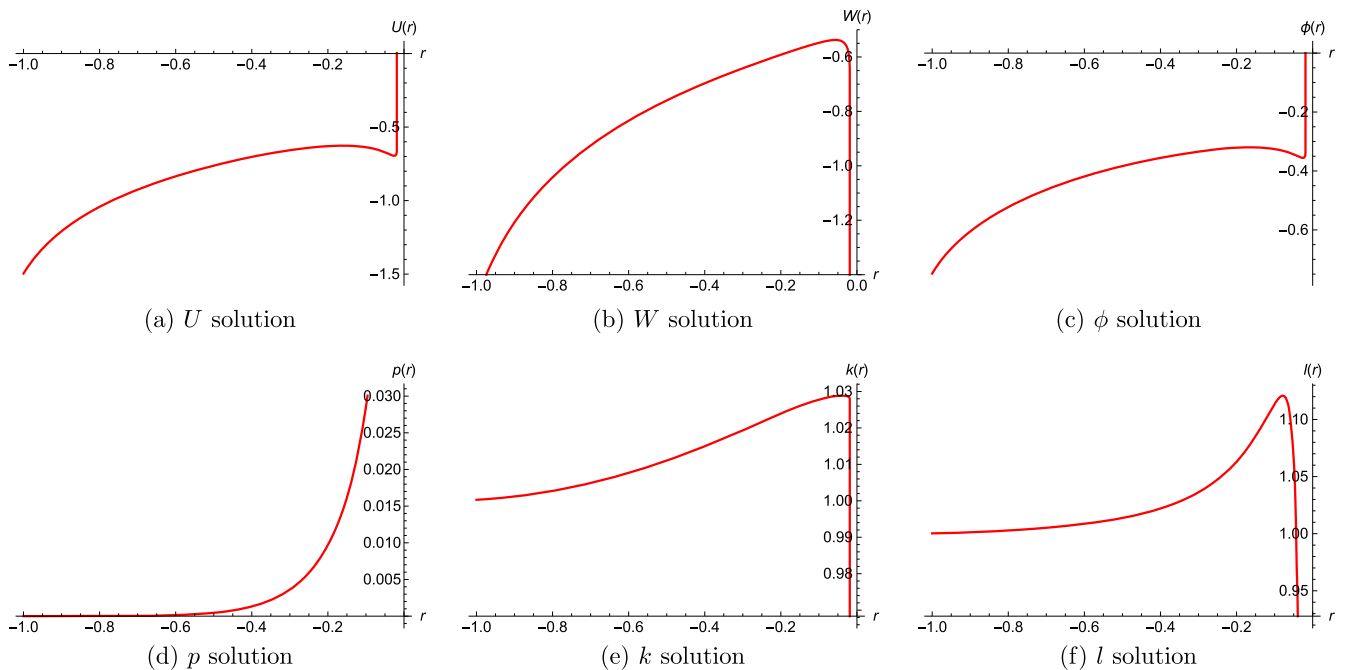 U(r)
r
−1.0 −0.8 −0.6 −0.4 −0.2
−0.5
−1.0
−1.5
(a) U solution
W(r)
−0.6
−0.8
−1.0
−1.2
r
−1.0 −0.8 −0.6 −0.4 −0.2 0.0
(b) W solution
ϕ(r)
r
−1.0 −0.8 −0.6 −0.4 −0.2
−0.2
−0.4
−0.6
(c) ϕ solution
p(r)
0.030
0.025
0.020
0.015
0.010
0.005
r
−1.0 −0.8 −0.6 −0.4 −0.2
(d) p solution
k(r)
1.03
1.02
1.01
1.00
0.99
0.98
r
−1.0 −0.8 −0.6 −0.4 −0.2
(e) k solution
l(r)
1.10
1.05
1.00
0.95
r
−1.0 −0.8 −0.6 −0.4 −0.2
(f) l solution